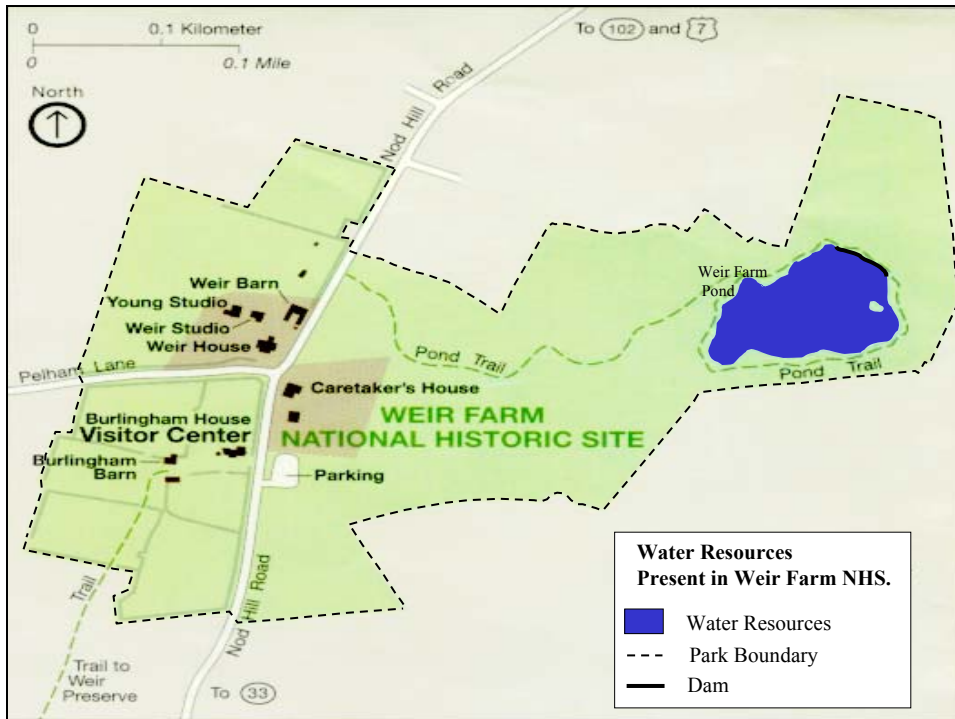 0 0.1 Kilometer
0 0.1 Mile
North
To 102 and 7
Nod Hill Road
Weir Barn
Young Studio
Weir Studio
Weir House
Weir Farm
Pond
Pond Trail
Pond Trail
Pelham Lane
Caretaker's House
WEIR FARM
NATIONAL HISTORIC SITE
Burlingham House
Visitor Center
Burlingham
Barn
Parking
Trail
Nod Hill Road
Trail to
Weir
Preserve
To 33
Water Resources
Present in Weir Farm NHS.
Water Resources
Park Boundary
Dam